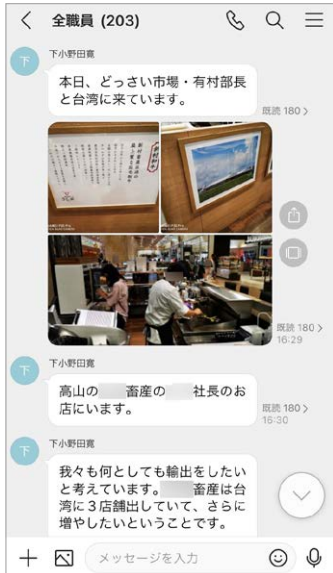 全職員 (203)
下
下小野田寛
本日、どっさい市場・有村部長
と台湾に来ています。
既読 180
既読 180
16:29
下
下小野田寛
高山の 畜産の 社長のお
店にいます。
既読 180
16:30
下
下小野田寛
我々も何としても輸出をしたい
と考えています。 畜産は台
湾に3店舗出していて、さらに
増やしたいということです。
メッセージを入力